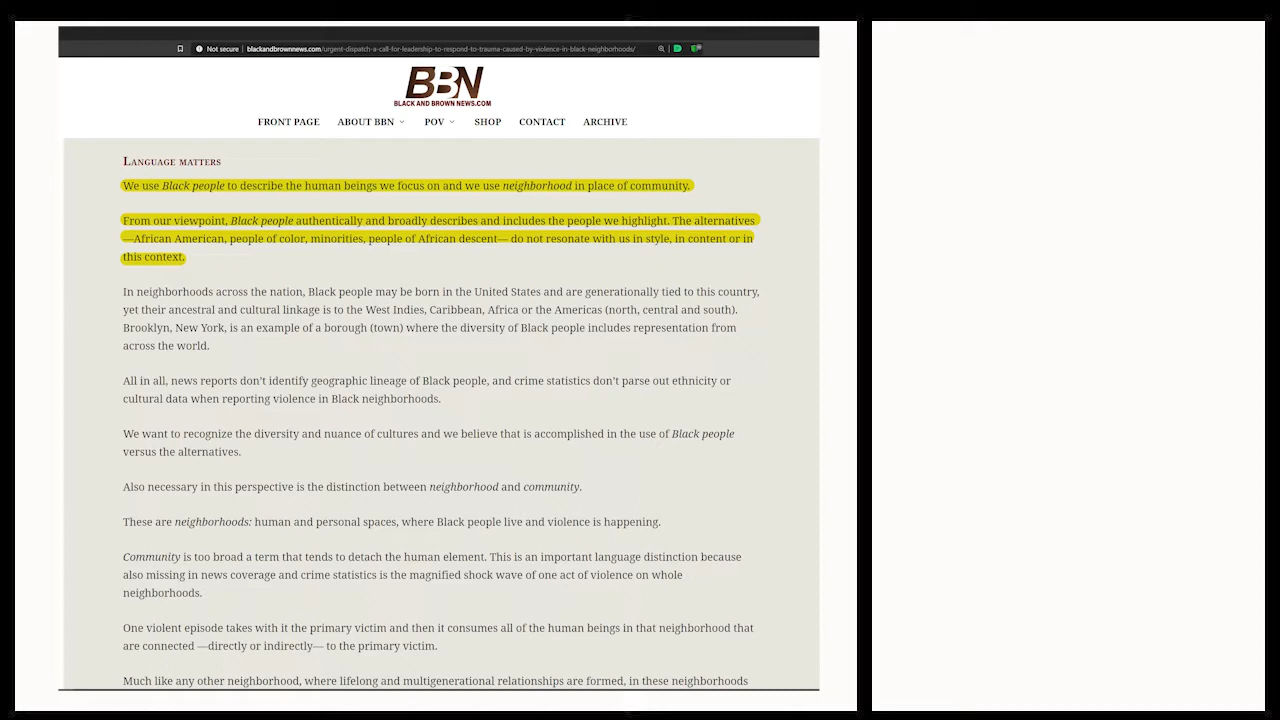 Not secure | blackandbrownnews.com/urgent-dispatch-a-call-for-leadership-to-respond-to-trauma-caused-by-violence-in-black-neighborhoods/
BBN
BLACK AND BROWN NEWS.COM
FRONT PAGE ABOUT BBN POV SHOP CONTACT ARCHIVE
Language matters
We use Black people to describe the human beings we focus on and we use neighborhood in place of community.
From our viewpoint, Black people authentically and broadly describes and includes the people we highlight. The alternatives
—African American, people of color, minorities, people of African descent— do not resonate with us in style, in content or in
this context.
In neighborhoods across the nation, Black people may be born in the United States and are generationally tied to this country,
yet their ancestral and cultural linkage is to the West Indies, Caribbean, Africa or the Americas (north, central and south).
Brooklyn, New York, is an example of a borough (town) where the diversity of Black people includes representation from
across the world.
All in all, news reports don’t identify geographic lineage of Black people, and crime statistics don’t parse out ethnicity or
cultural data when reporting violence in Black neighborhoods.
We want to recognize the diversity and nuance of cultures and we believe that is accomplished in the use of Black people
versus the alternatives.
Also necessary in this perspective is the distinction between neighborhood and community.
These are neighborhoods: human and personal spaces, where Black people live and violence is happening.
Community is too broad a term that tends to detach the human element. This is an important language distinction because
also missing in news coverage and crime statistics is the magnified shock wave of one act of violence on whole
neighborhoods.
One violent episode takes with it the primary victim and then it consumes all of the human beings in that neighborhood that
are connected —directly or indirectly— to the primary victim.
Much like any other neighborhood, where lifelong and multigenerational relationships are formed, in these neighborhoods